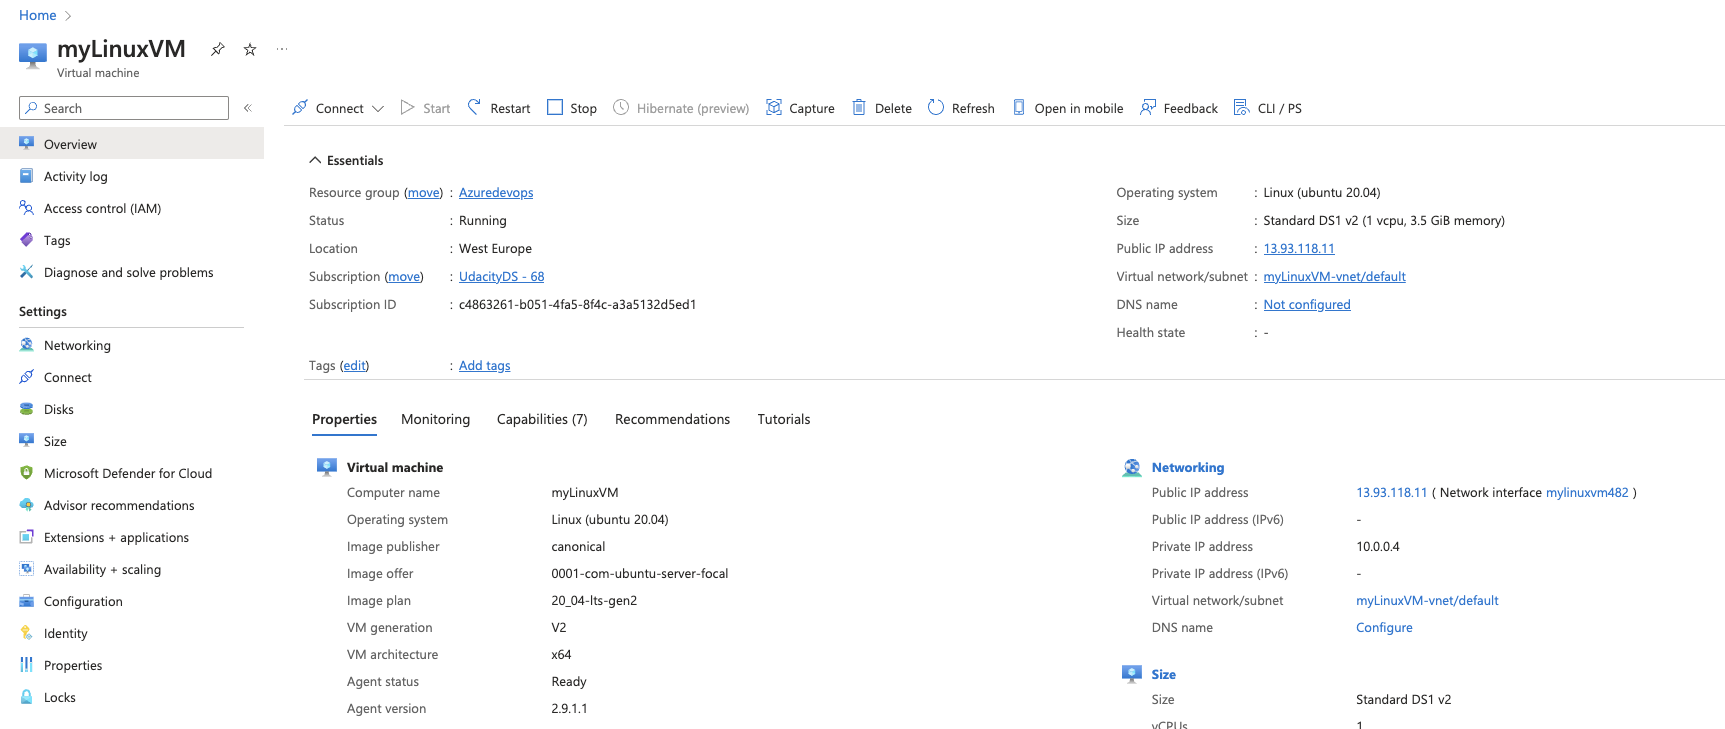 Home
myLinuxVM
Virtual machine
Search
Connect Start Restart Stop Hibernate (preview) Capture Delete Refresh Open in mobile Feedback CLI / PS
Overview
Activity log
Access control (IAM)
Tags
Diagnose and solve problems
Settings
Networking
Connect
Disks
Size
Microsoft Defender for Cloud
Advisor recommendations
Extensions + applications
Availability + scaling
Configuration
Identity
Properties
Locks
Essentials
Resource group (move) : Azuredevops
Status : Running
Location : West Europe
Subscription (move) : UdacityDS - 68
Subscription ID : c4863261-b051-4fa5-8f4c-a3a5132d5ed1
Operating system : Linux (ubuntu 20.04)
Size : Standard DS1 v2 (1 vcpu, 3.5 GiB memory)
Public IP address : 13.93.118.11
Virtual network/subnet : myLinuxVM-vnet/default
DNS name : Not configured
Health state : -
Tags (edit) : Add tags
Properties Monitoring Capabilities (7) Recommendations Tutorials
Virtual machine
Computer name myLinuxVM
Operating system Linux (ubuntu 20.04)
Image publisher canonical
Image offer 0001-com-ubuntu-server-focal
Image plan 20_04-lts-gen2
VM generation V2
VM architecture x64
Agent status Ready
Agent version 2.9.1.1
Networking
Public IP address 13.93.118.11 ( Network interface mylinuxvm482 )
Public IP address (IPv6) -
Private IP address 10.0.0.4
Private IP address (IPv6) -
Virtual network/subnet myLinuxVM-vnet/default
DNS name Configure
Size
Size Standard DS1 v2
vCPUs 1